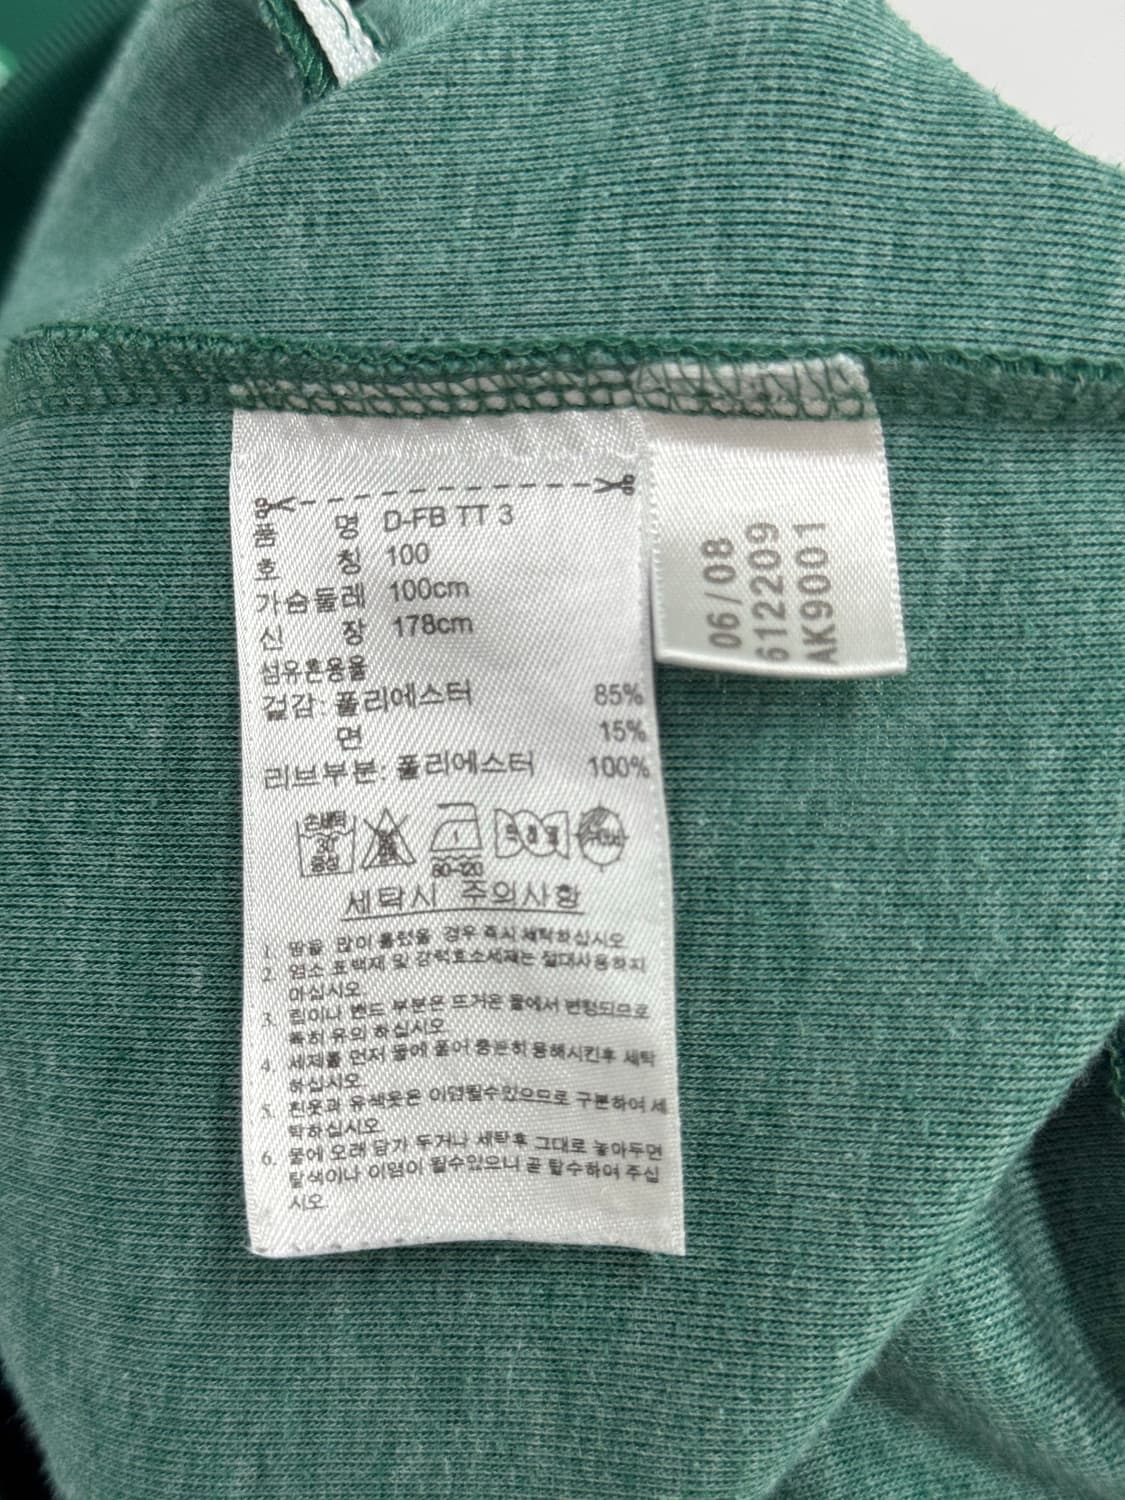 품 명 D-FB TT 3
호 칭 100
가슴둘레 100cm
신 장 178cm
섬유혼용율
겉감: 폴리에스터 85%
면 15%
리브부분: 폴리에스터 100%
손세탁
30
중성
80~120
세탁시 주의사항
1. 땀을 많이 흘렸을 경우 즉시 세탁하십시오
2. 염소 표백제 및 강력효소세제는 절대사용하지
마십시오.
3. 립이나 밴드 부분은 뜨거운 물에서 변형되므로
특히 유의 하십시오.
4. 세제를 먼저 물에 풀어 충분히 용해시킨후 세탁
하십시오.
5. 흰옷과 유색옷은 이염될수있으므로 구분하여 세
탁하십시오.
6. 물에 오래 담가 두거나 세탁후 그대로 놓아두면
탈색이나 이염이 될수있으니 곧 탈수하여 주십
시오.
06/08
612209
AK9001